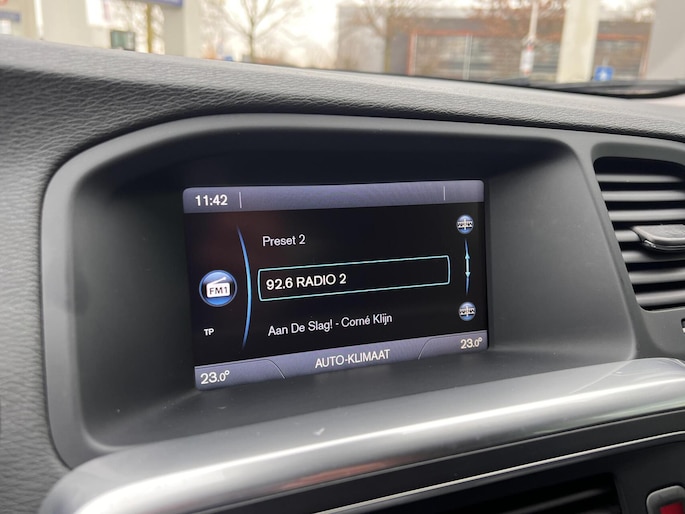 11:42
Preset 2
FM1
92.6 RADIO 2
TP
Aan De Slag! - Corné Klijn
23.0° AUTO-KLIMAAT 23.0°